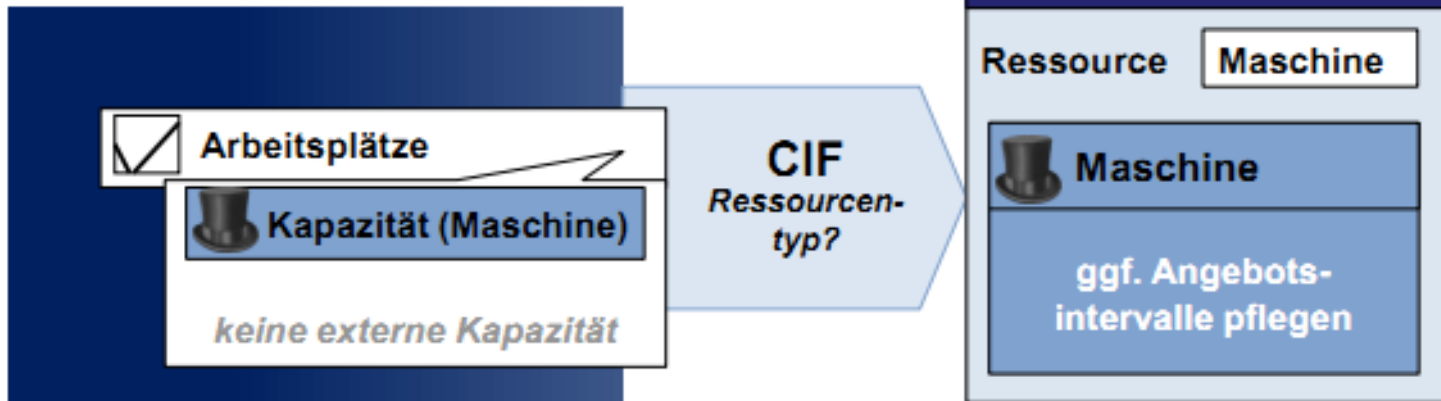 Arbeitsplätze
Kapazität (Maschine)
keine externe Kapazität
CIF
Ressourcen-
typ?
Ressource Maschine
Maschine
ggf. Angebots-
intervalle pflegen